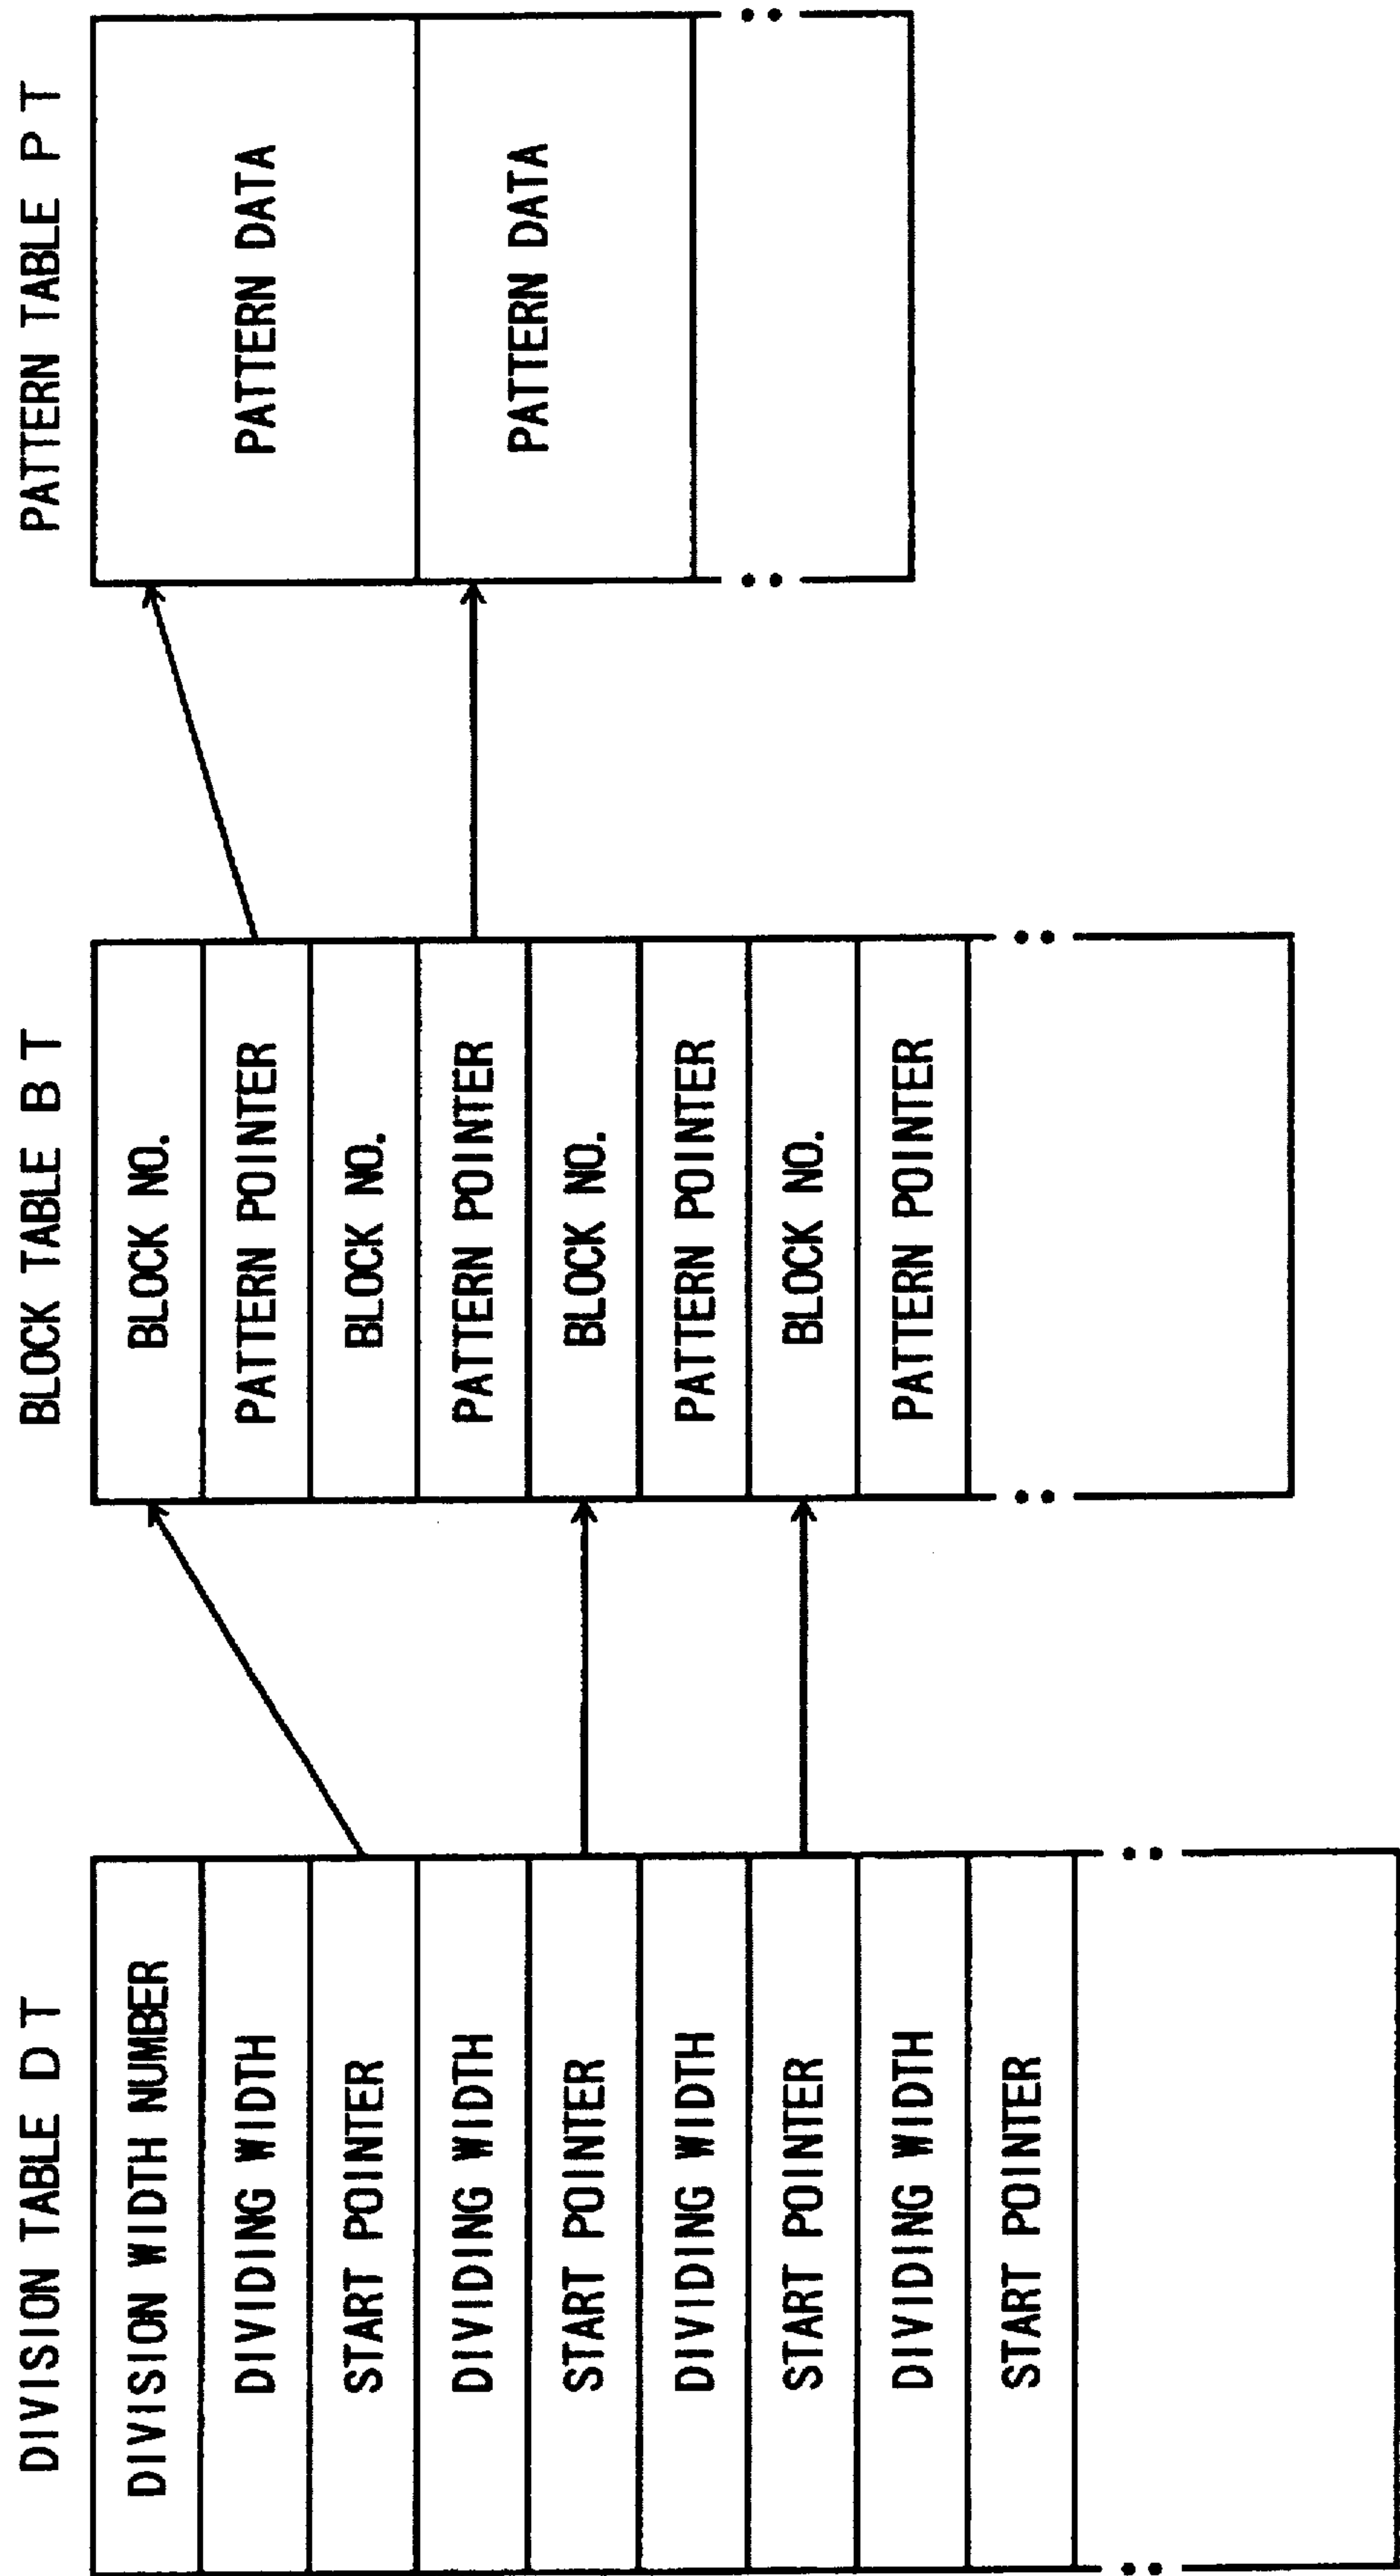 DIVISION TABLE D T
DIVISION WIDTH NUMBER
DIVIDING WIDTH
START POINTER
DIVIDING WIDTH
START POINTER
DIVIDING WIDTH
START POINTER
DIVIDING WIDTH
START POINTER
BLOCK TABLE B T
BLOCK NO.
PATTERN POINTER
BLOCK NO.
PATTERN POINTER
BLOCK NO.
PATTERN POINTER
BLOCK NO.
PATTERN POINTER
PATTERN TABLE P T
PATTERN DATA
PATTERN DATA